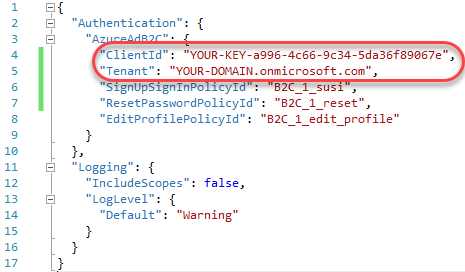 1 {
2 "Authentication": {
3 "AzureAdB2C": {
4 "ClientId": "YOUR-KEY-a996-4c66-9c34-5da36f89067e",
5 "Tenant": "YOUR-DOMAIN.onmicrosoft.com",
6 "SignUpSignInPolicyId": "B2C_1_susi",
7 "ResetPasswordPolicyId": "B2C_1_reset",
8 "EditProfilePolicyId": "B2C_1_edit_profile"
9 }
10 },
11 "Logging": {
12 "IncludeScopes": false,
13 "LogLevel": {
14 "Default": "Warning"
15 }
16 }
17 }